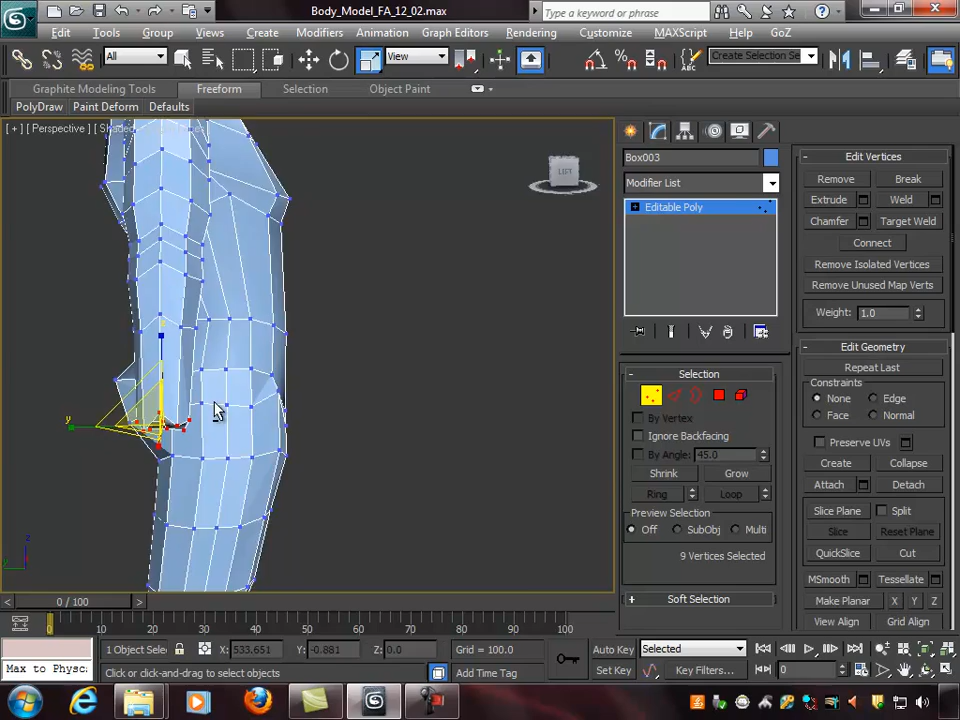 Body_Model_FA_12_02.max
Type a keyword or phrase
Edit Tools Group Views Create Modifiers Animation Graph Editors Rendering Customize MAXScript Help GoZ
All View Create Selection Se
Graphite Modeling Tools Freeform Selection Object Paint
PolyDraw Paint Deform Defaults
[ + ] [ Perspective ] [ Shaded
LEFT
y
z
Box003
Modifier List
Editable Poly
Selection
By Vertex
Ignore Backfacing
By Angle: 45.0
Shrink Grow
Ring Loop
Preview Selection
Off SubObj Multi
9 Vertices Selected
Soft Selection
Edit Vertices
Remove Break
Extrude Weld
Chamfer Target Weld
Connect
Remove Isolated Vertices
Remove Unused Map Verts
Weight: 1.0
Edit Geometry
Repeat Last
Constraints
None Edge
Face Normal
Preserve UVs
Create Collapse
Attach Detach
Slice Plane Split
Slice Reset Plane
QuickSlice Cut
MSmooth Tessellate
Make Planar X Y Z
View Align Grid Align
0 / 100
0 10 20 30 40 50 60 70 80 90 100
1 Object Sele X: 533.651 Y: -0.881 Z: 0.0 Grid = 100.0 Auto Key Selected
Max to Physc Click or click-and-drag to select objects Add Time Tag Set Key Key Filters... 0